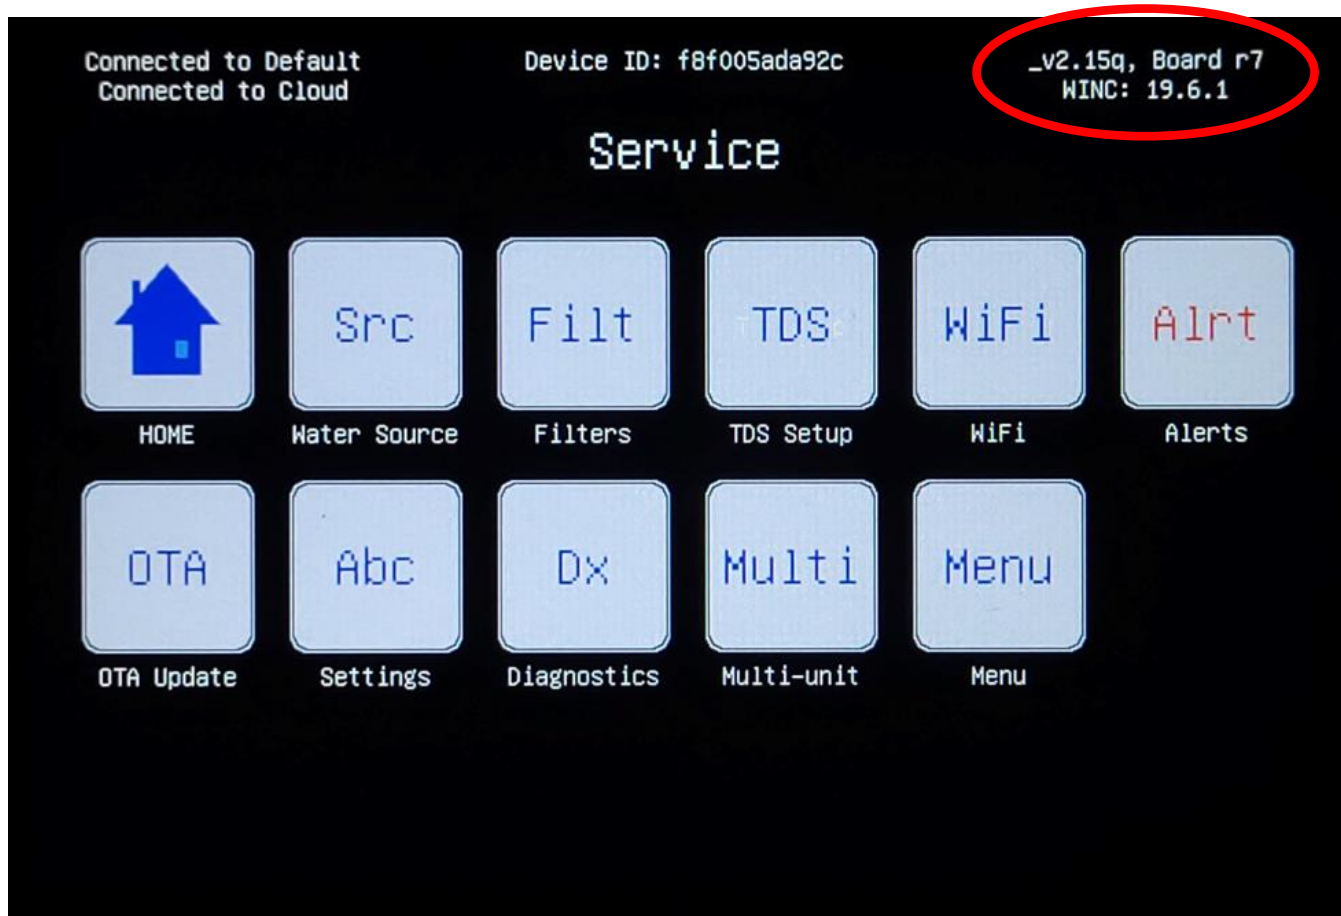 Connected to Default
Connected to Cloud
Device ID: f8f005ada92c
_v2.15q, Board r7
WINC: 19.6.1
Service
Src
Filt
TDS
WiFi
Alrt
HOME
Water Source
Filters
TDS Setup
WiFi
Alerts
OTA
Abc
Dx
Multi
Menu
OTA Update
Settings
Diagnostics
Multi-unit
Menu